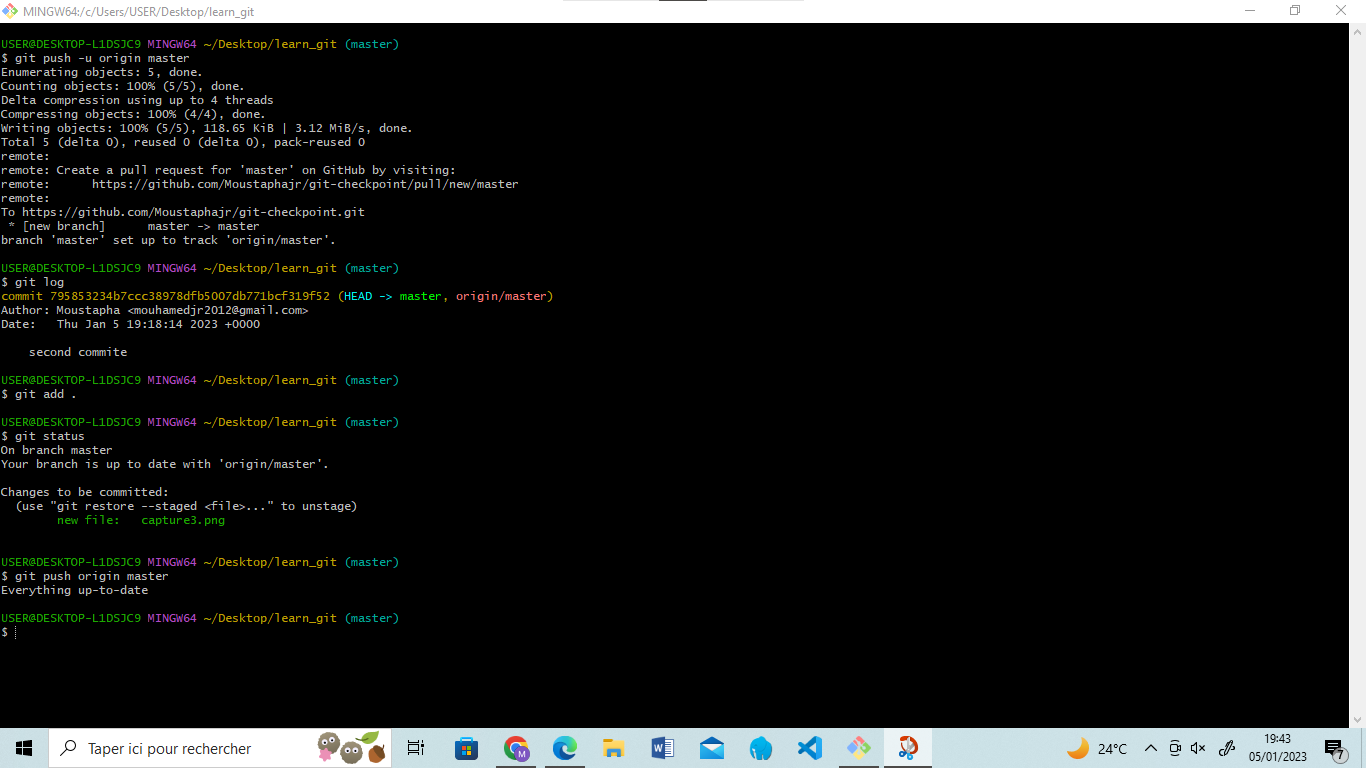 MINGW64:/c/Users/USER/Desktop/learn_git
USER@DESKTOP-L1DSJC9 MINGW64 ~/Desktop/learn_git (master)
$ git push -u origin master
Enumerating objects: 5, done.
Counting objects: 100% (5/5), done.
Delta compression using up to 4 threads
Compressing objects: 100% (4/4), done.
Writing objects: 100% (5/5), 118.65 KiB | 3.12 MiB/s, done.
Total 5 (delta 0), reused 0 (delta 0), pack-reused 0
remote:
remote: Create a pull request for 'master' on GitHub by visiting:
remote:      https://github.com/Moustaphajr/git-checkpoint/pull/new/master
remote:
To https://github.com/Moustaphajr/git-checkpoint.git
 * [new branch]      master -> master
branch 'master' set up to track 'origin/master'.
USER@DESKTOP-L1DSJC9 MINGW64 ~/Desktop/learn_git (master)
$ git log
commit 795853234b7ccc38978dfb5007db771bcf319f52 (HEAD -> master, origin/master)
Author: Moustapha <mouhamedjr2012@gmail.com>
Date:   Thu Jan 5 19:18:14 2023 +0000
    second commite
USER@DESKTOP-L1DSJC9 MINGW64 ~/Desktop/learn_git (master)
$ git add .
USER@DESKTOP-L1DSJC9 MINGW64 ~/Desktop/learn_git (master)
$ git status
On branch master
Your branch is up to date with 'origin/master'.
Changes to be committed:
  (use "git restore --staged <file>..." to unstage)
        new file:   capture3.png
USER@DESKTOP-L1DSJC9 MINGW64 ~/Desktop/learn_git (master)
$ git push origin master
Everything up-to-date
USER@DESKTOP-L1DSJC9 MINGW64 ~/Desktop/learn_git (master)
$
Taper ici pour rechercher
M
W
24°C
19:43
05/01/2023
7